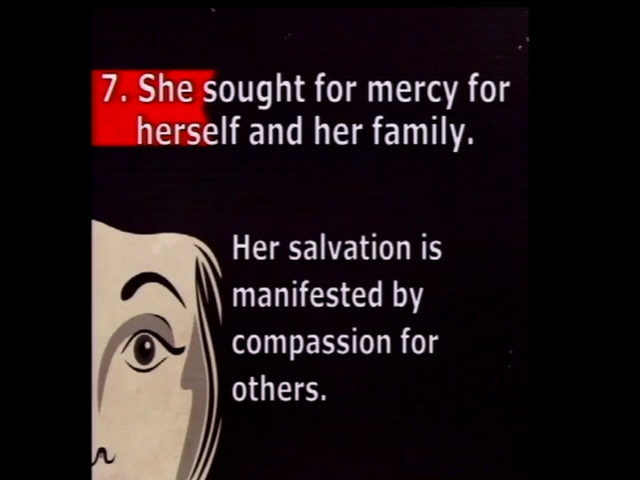 7. She sought for mercy for
herself and her family.
Her salvation is
manifested by
compassion for
others.